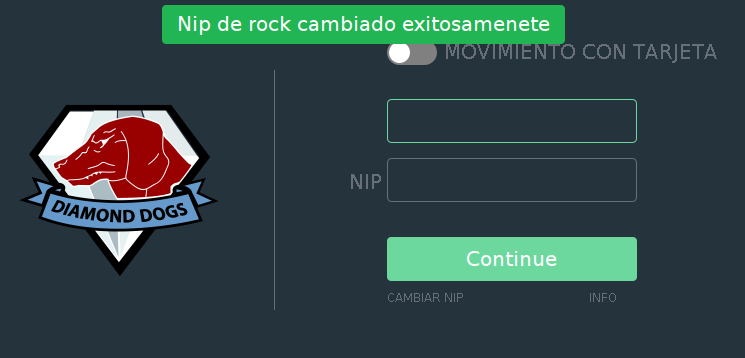 Nip de rock cambiado exitosamenete
MOVIMIENTO CON TARJETA
DIAMOND DOGS
NIP
Continue
CAMBIAR NIP
INFO